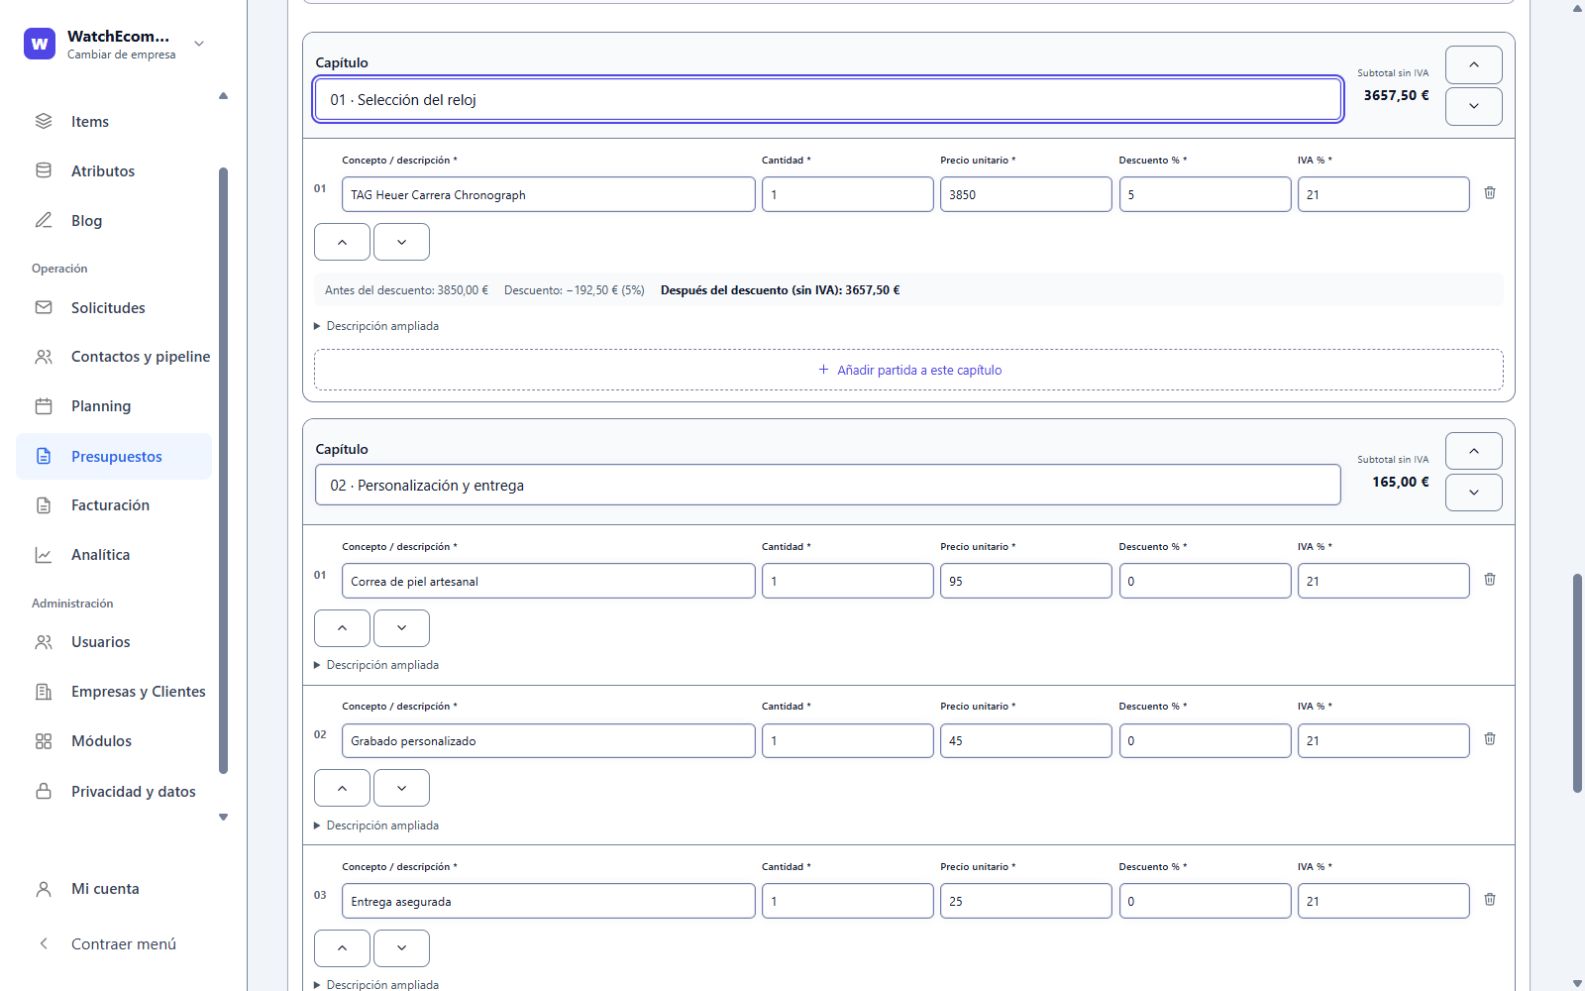 W
WatchEcom...
Cambiar de empresa
Items
Atributos
Blog
Operación
Solicitudes
Contactos y pipeline
Planning
Presupuestos
Facturación
Analítica
Administración
Usuarios
Empresas y Clientes
Módulos
Privacidad y datos
Mi cuenta
Contraer menú
Capítulo
01 · Selección del reloj
Subtotal sin IVA
3657,50 €
Concepto / descripción * Cantidad * Precio unitario * Descuento % * IVA % *
01 TAG Heuer Carrera Chronograph 1 3850 5 21
Antes del descuento: 3850,00 € Descuento: −192,50 € (5%) Después del descuento (sin IVA): 3657,50 €
Descripción ampliada
+ Añadir partida a este capítulo
Capítulo
02 · Personalización y entrega
Subtotal sin IVA
165,00 €
Concepto / descripción * Cantidad * Precio unitario * Descuento % * IVA % *
01 Correa de piel artesanal 1 95 0 21
Descripción ampliada
Concepto / descripción * Cantidad * Precio unitario * Descuento % * IVA % *
02 Grabado personalizado 1 45 0 21
Descripción ampliada
Concepto / descripción * Cantidad * Precio unitario * Descuento % * IVA % *
03 Entrega asegurada 1 25 0 21
Descripción ampliada